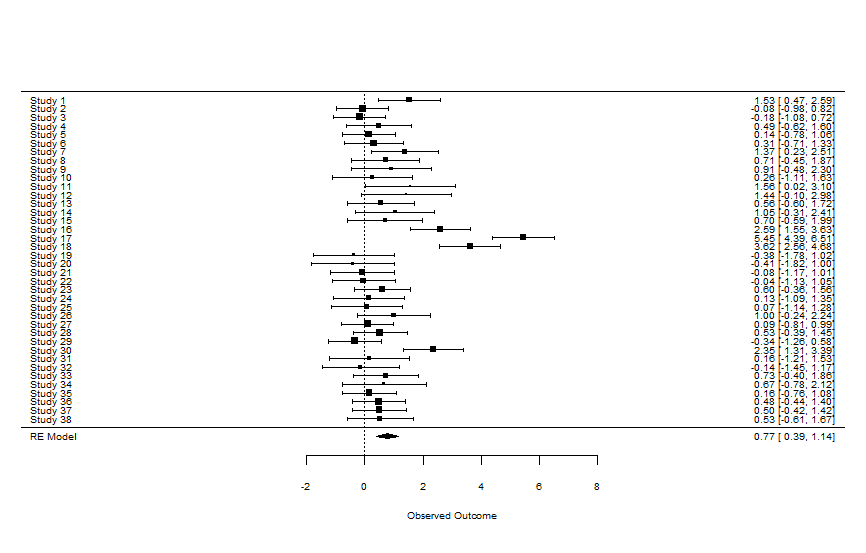 Study 1 1.53 [ 0.47, 2.59]
Study 2 -0.08 [-0.98, 0.82]
Study 3 -0.18 [-1.08, 0.72]
Study 4 0.49 [-0.62, 1.60]
Study 5 0.14 [-0.78, 1.06]
Study 6 0.31 [-0.71, 1.33]
Study 7 1.37 [ 0.23, 2.51]
Study 8 0.71 [-0.45, 1.87]
Study 9 0.91 [-0.48, 2.30]
Study 10 0.26 [-1.11, 1.63]
Study 11 1.56 [ 0.02, 3.10]
Study 12 1.44 [-0.10, 2.98]
Study 13 0.56 [-0.60, 1.72]
Study 14 1.05 [-0.31, 2.41]
Study 15 0.70 [-0.59, 1.99]
Study 16 2.59 [ 1.55, 3.63]
Study 17 5.45 [ 4.39, 6.51]
Study 18 3.62 [ 2.56, 4.68]
Study 19 -0.38 [-1.78, 1.02]
Study 20 -0.41 [-1.82, 1.00]
Study 21 -0.08 [-1.17, 1.01]
Study 22 -0.04 [-1.13, 1.05]
Study 23 0.60 [-0.36, 1.56]
Study 24 0.13 [-1.09, 1.35]
Study 25 0.07 [-1.14, 1.28]
Study 26 1.00 [-0.24, 2.24]
Study 27 0.09 [-0.81, 0.99]
Study 28 0.53 [-0.39, 1.45]
Study 29 -0.34 [-1.26, 0.58]
Study 30 2.35 [ 1.31, 3.39]
Study 31 0.16 [-1.21, 1.53]
Study 32 -0.14 [-1.45, 1.17]
Study 33 0.73 [-0.40, 1.86]
Study 34 0.67 [-0.78, 2.12]
Study 35 0.16 [-0.76, 1.08]
Study 36 0.48 [-0.44, 1.40]
Study 37 0.50 [-0.42, 1.42]
Study 38 0.53 [-0.61, 1.67]
RE Model 0.77 [ 0.39, 1.14]
-2 0 2 4 6 8
Observed Outcome